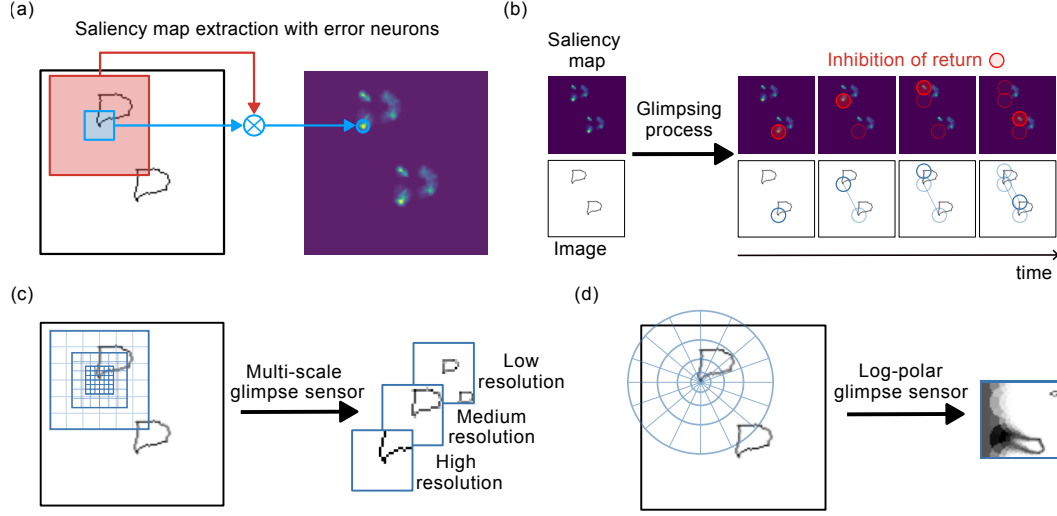 (a)
Saliency map extraction with error neurons
(b)
Saliency
map
Glimpsing
process
Inhibition of return
Image
time
(c)
Multi-scale
glimpse sensor
Low
resolution
Medium
resolution
High
resolution
(d)
Log-polar
glimpse sensor